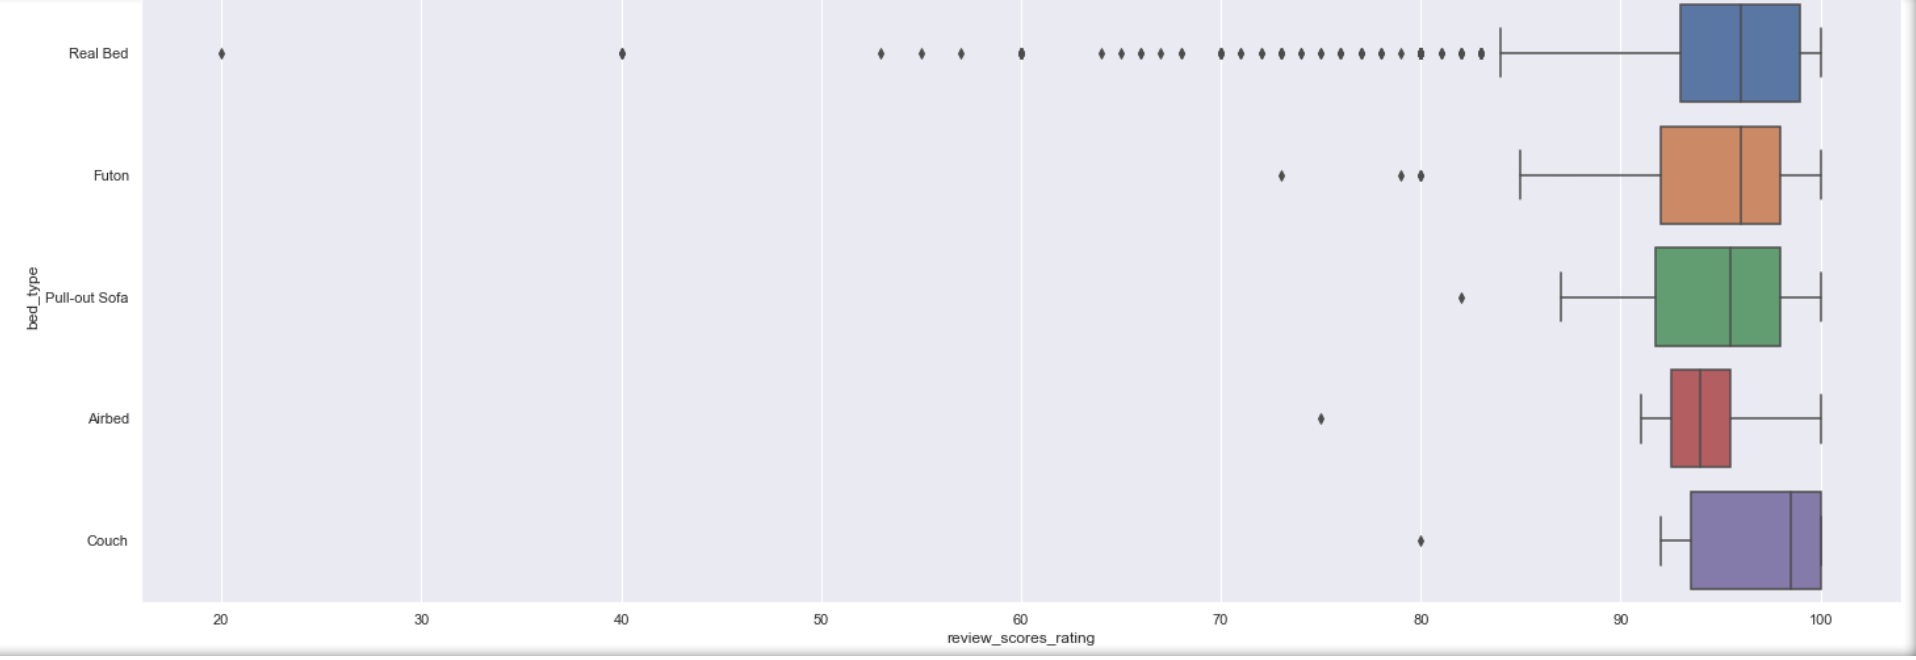 Real Bed
Futon
Pull-out Sofa
Airbed
Couch
bed_type
20 30 40 50 60 70 80 90 100
review_scores_rating